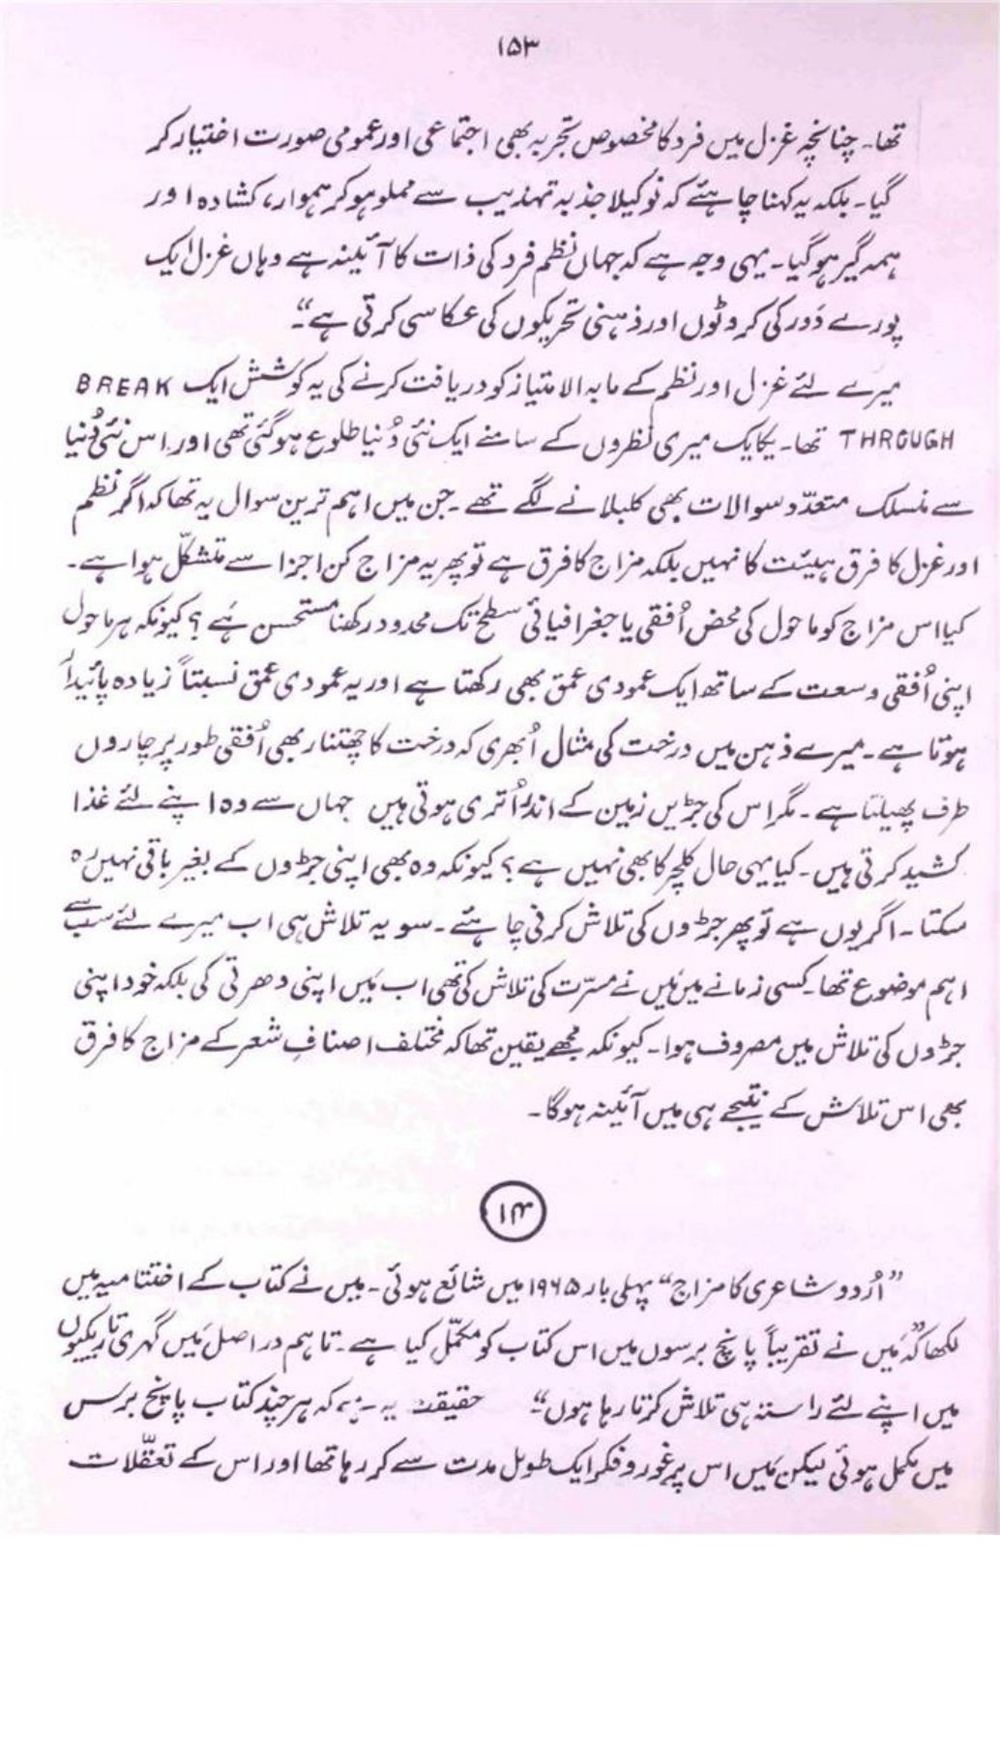 ۱۵۳
تھا۔ چنانچہ غزل میں فرد کا مخصوص تجربہ بھی اجتماعی اور عمومی صورت اختیار کر
گیا۔ بلکہ یہ کہنا چاہئے کہ نوکیلا جذبہ تہذیب سے مملو ہو کر ہموار، کشادہ اور
ہمہ گیر ہو گیا۔ یہی وجہ ہے کہ جہاں نظم فرد کی ذات کا آئینہ ہے وہاں غزل ایک
پورے دَور کی کروٹوں اور ذہنی تحریکوں کی عکاسی کرتی ہے“۔
میرے لئے غزل اور نظم کے مابہ الامتیاز کو دریافت کرنے کی یہ کوشش ایک BREAK
THROUGH تھا۔ یکایک میری نظروں کے سامنے ایک نئی دُنیا طلوع ہو گئی تھی اور اس نئی دُنیا
سے منسلک متعدّد سوالات بھی کلبلانے لگے تھے۔ جن میں اہم ترین سوال یہ تھا کہ اگر نظم
اور غزل کا فرق ہیئت کا نہیں بلکہ مزاج کا فرق ہے تو پھر یہ مزاج کن اجزا سے متشکّل ہوا ہے۔
کیا اس مزاج کو ماحول کی محض اُفقی یا جغرافیائی سطح تک محدود رکھنا مستحسن ہے؟ کیونکہ ہر ماحول
اپنی اُفقی وسعت کے ساتھ ایک عمودی عمق بھی رکھتا ہے اور یہ عمودی عمق نسبتاً زیادہ پائیدار
ہوتا ہے۔ میرے ذہن میں درخت کی مثال اُبھری کہ درخت کا چھتنار بھی اُفقی طور پر چاروں
طرف پھیلتا ہے۔ مگر اس کی جڑیں زمین کے اندر اُتری ہوتی ہیں جہاں سے وہ اپنے لئے غذا
کشید کرتی ہیں۔ کیا یہی حال کلچر کا بھی نہیں ہے؟ کیونکہ وہ بھی اپنی جڑوں کے بغیر باقی نہیں رہ
سکتا۔ اگر یوں ہے تو پھر جڑوں کی تلاش کرنی چاہئے۔ سو یہ تلاش ہی اب میرے لئے سب سے
اہم موضوع تھا۔ کسی زمانے میں مَیں نے مسرّت کی تلاش کی تھی اب مَیں اپنی دھرتی کی بلکہ خود اپنی
جڑوں کی تلاش میں مصروف ہوا۔ کیونکہ مجھے یقین تھا کہ مختلف اصنافِ شعر کے مزاج کا فرق
بھی اس تلاش کے نتیجے ہی میں آئینہ ہو گا۔
۱۴
”اُردو شاعری کا مزاج“ پہلی بار ۱۹۶۵ میں شائع ہوئی۔ میں نے کتاب کے اختتامیہ میں
لکھا کہ ”مَیں نے تقریباً پانچ برسوں میں اس کتاب کو مکمّل کیا ہے۔ تاہم در اصل مَیں گہری تاریکیوں
میں اپنے لئے راستہ ہی تلاش کرتا رہا ہوں“ حقیقت یہ ہے کہ ہر چند کتاب پانچ برس
میں مکمل ہوئی لیکن مَیں اس پر غور و فکر ایک طویل مدت سے کر رہا تھا اور اس کے تعقّلات